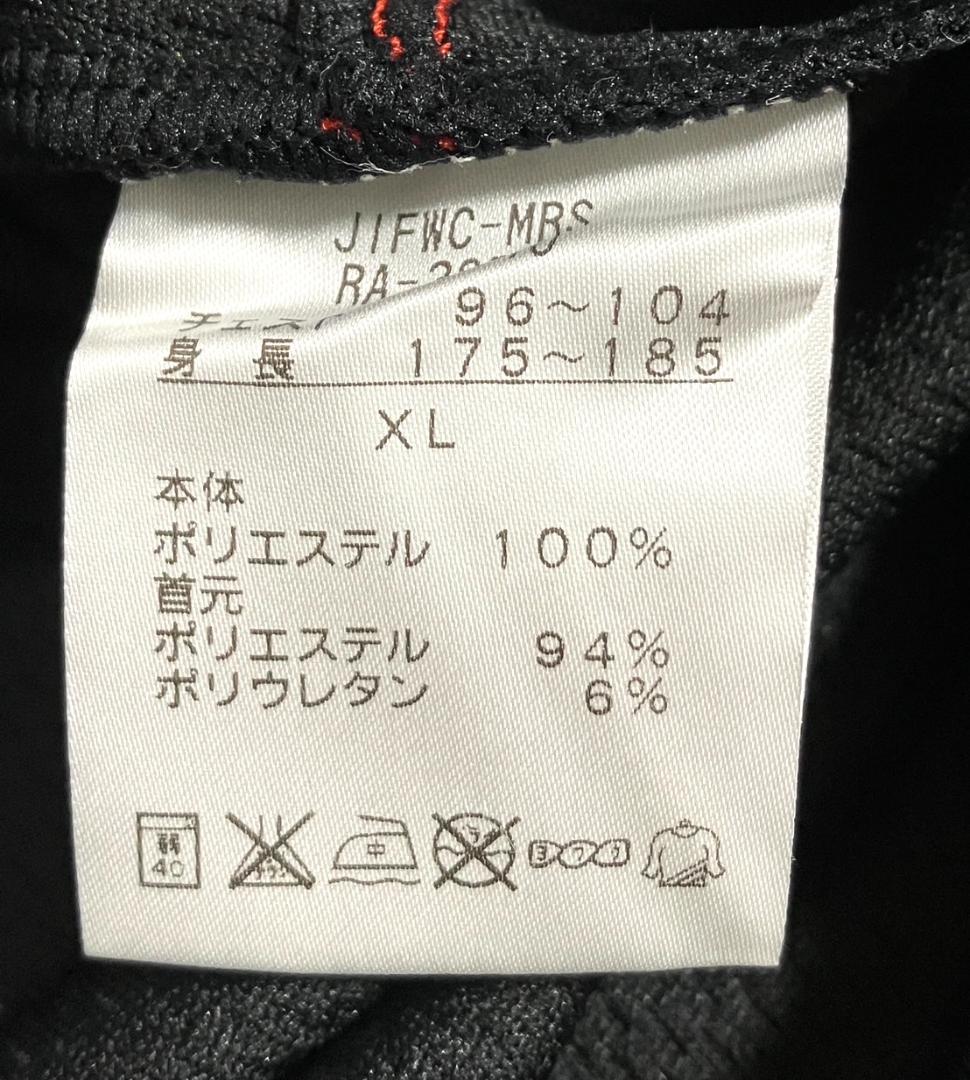 JIFWC-MBS
96～104
身長 175～185
XL
本体
ポリエステル 100%
首元
ポリエステル 94%
ポリウレタン 6%
弱 40 中